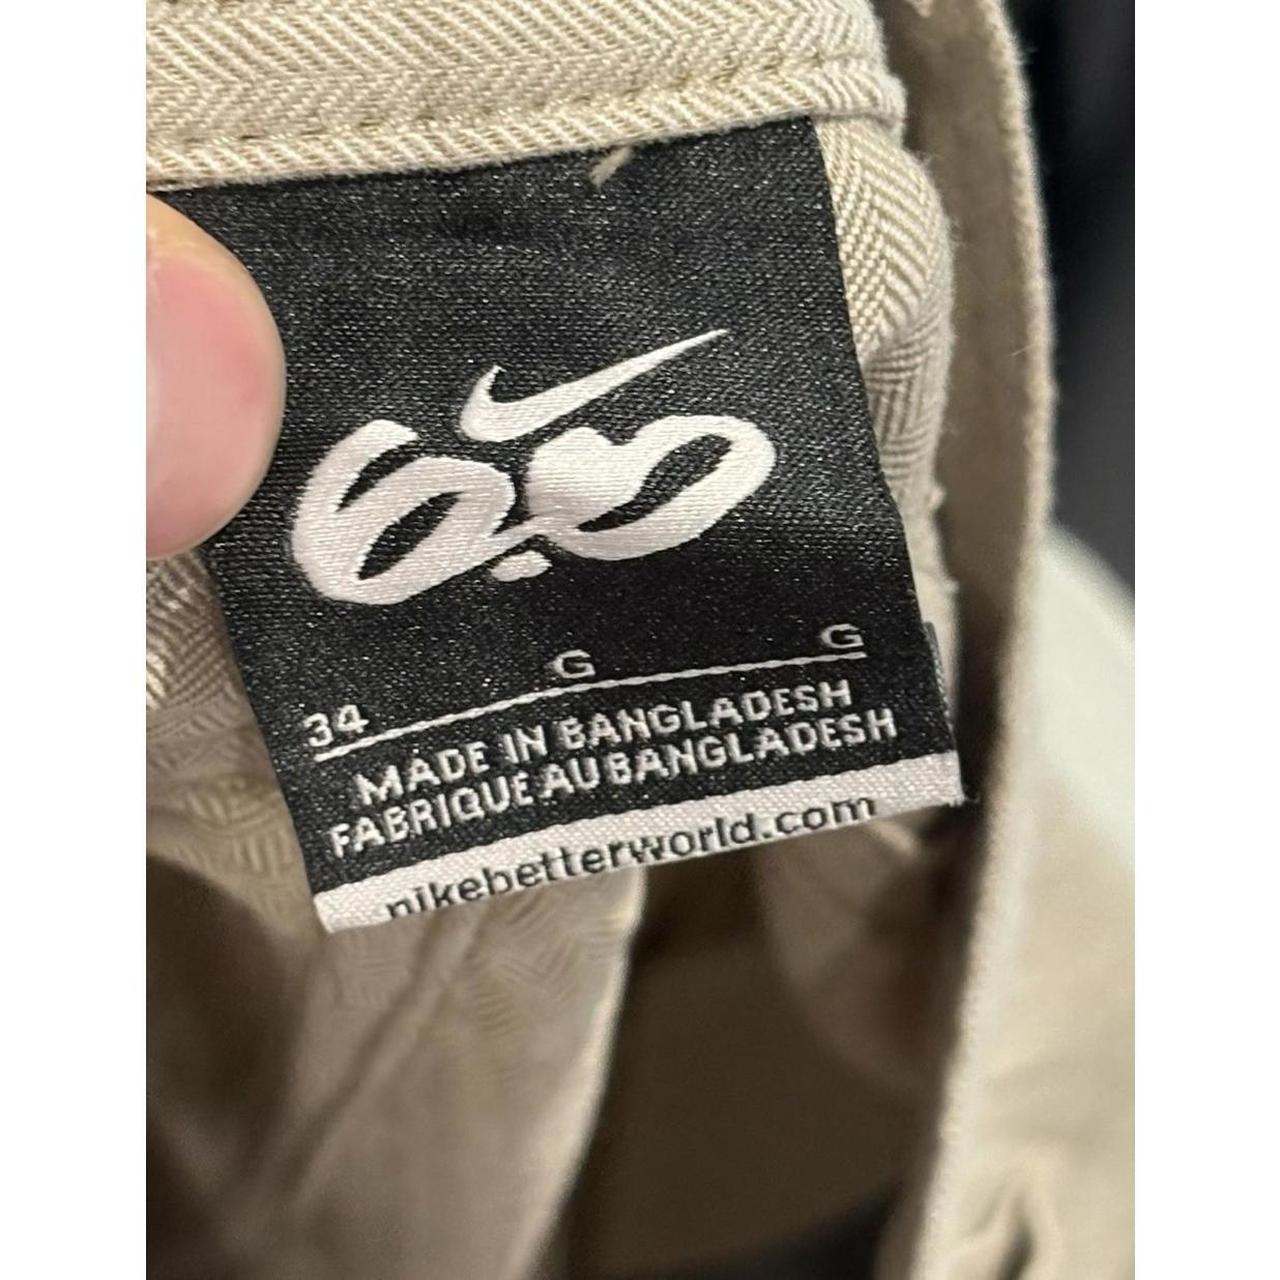 6.0
34 G G
MADE IN BANGLADESH
FABRIQUE AU BANGLADESH
nikebetterworld.com